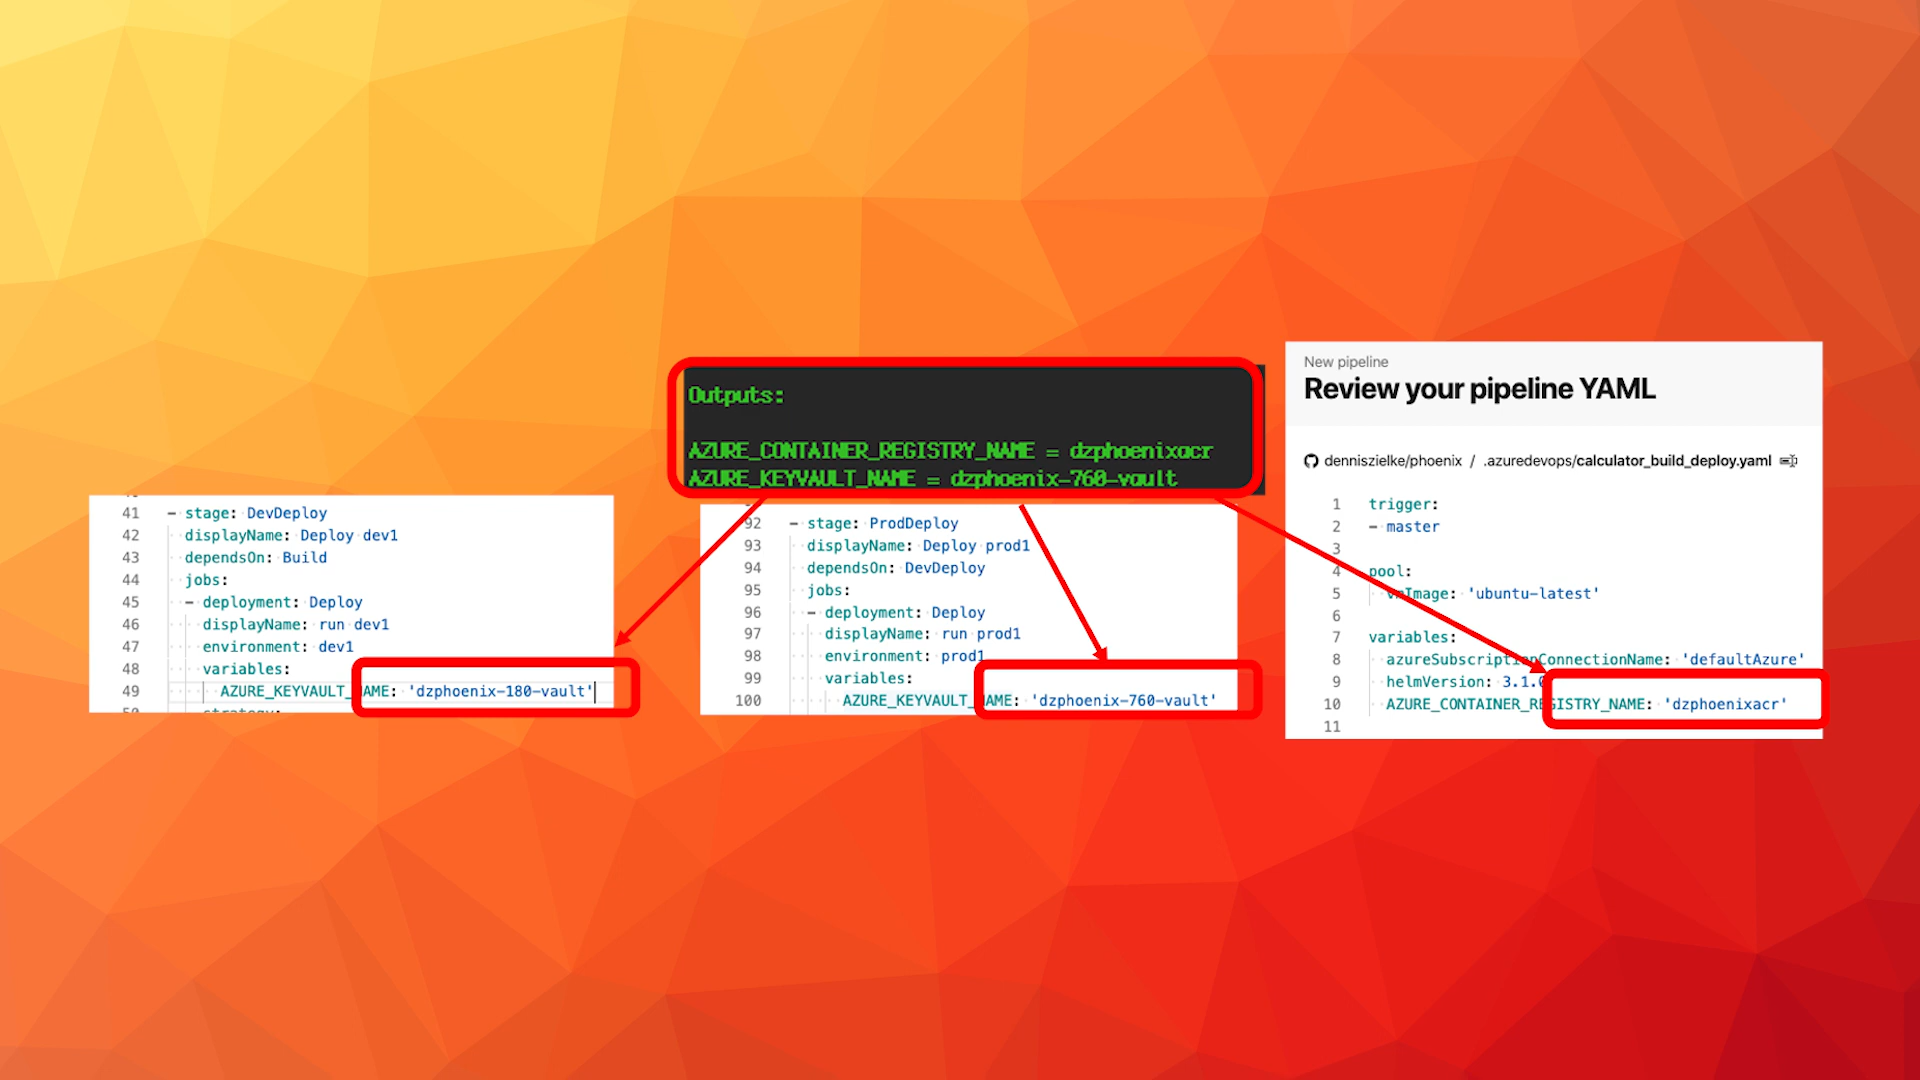 Outputs:
AZURE_CONTAINER_REGISTRY_NAME = dzphoenixacr
AZURE_KEYVAULT_NAME = dzphoenix-760-vault
41 - stage: DevDeploy
42 displayName: Deploy dev1
43 dependsOn: Build
44 jobs:
45 - deployment: Deploy
46 displayName: run dev1
47 environment: dev1
48 variables:
49 AZURE_KEYVAULT_NAME: 'dzphoenix-180-vault'
92 - stage: ProdDeploy
93 displayName: Deploy prod1
94 dependsOn: DevDeploy
95 jobs:
96 - deployment: Deploy
97 displayName: run prod1
98 environment: prod1
99 variables:
100 AZURE_KEYVAULT_NAME: 'dzphoenix-760-vault'
New pipeline
Review your pipeline YAML
denniszielke/phoenix / .azuredevops/calculator_build_deploy.yaml
1 trigger:
2 - master
3
4 pool:
5 vmImage: 'ubuntu-latest'
6
7 variables:
8 azureSubscriptionConnectionName: 'defaultAzure'
9 helmVersion: 3.1.0
10 AZURE_CONTAINER_REGISTRY_NAME: 'dzphoenixacr'
11